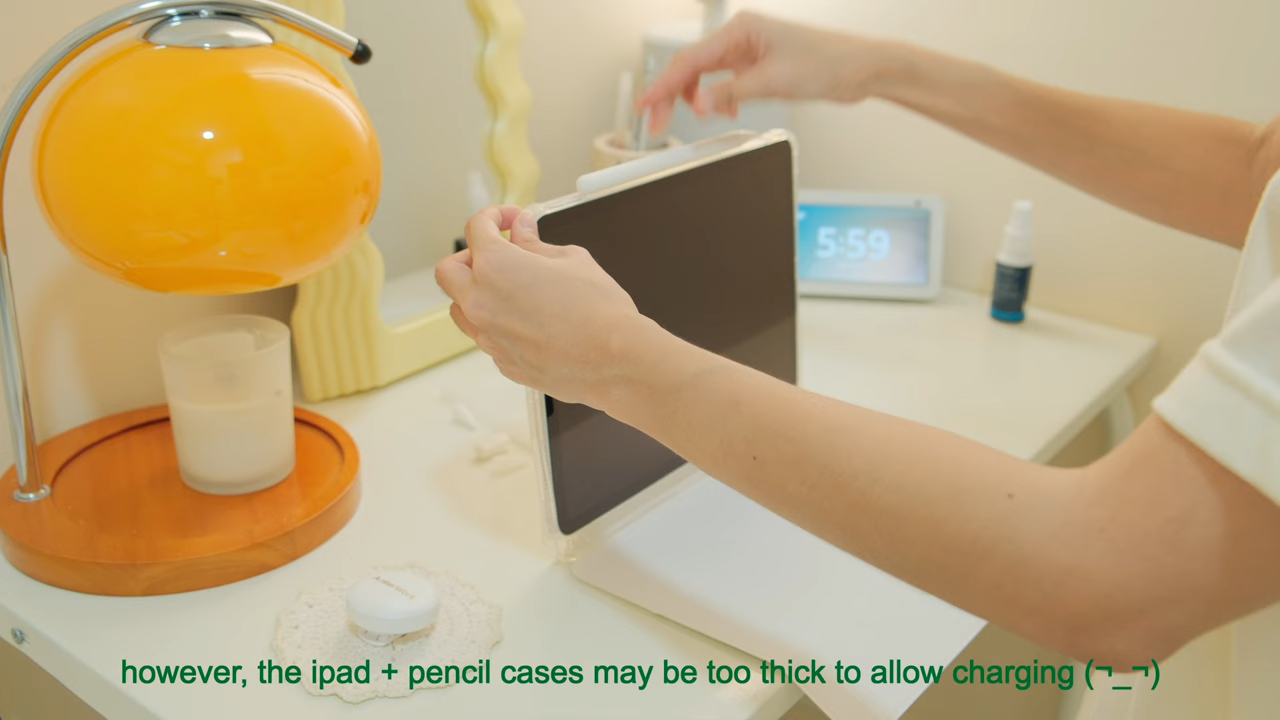 5:59
however, the ipad + pencil cases may be too thick to allow charging (¬_¬)